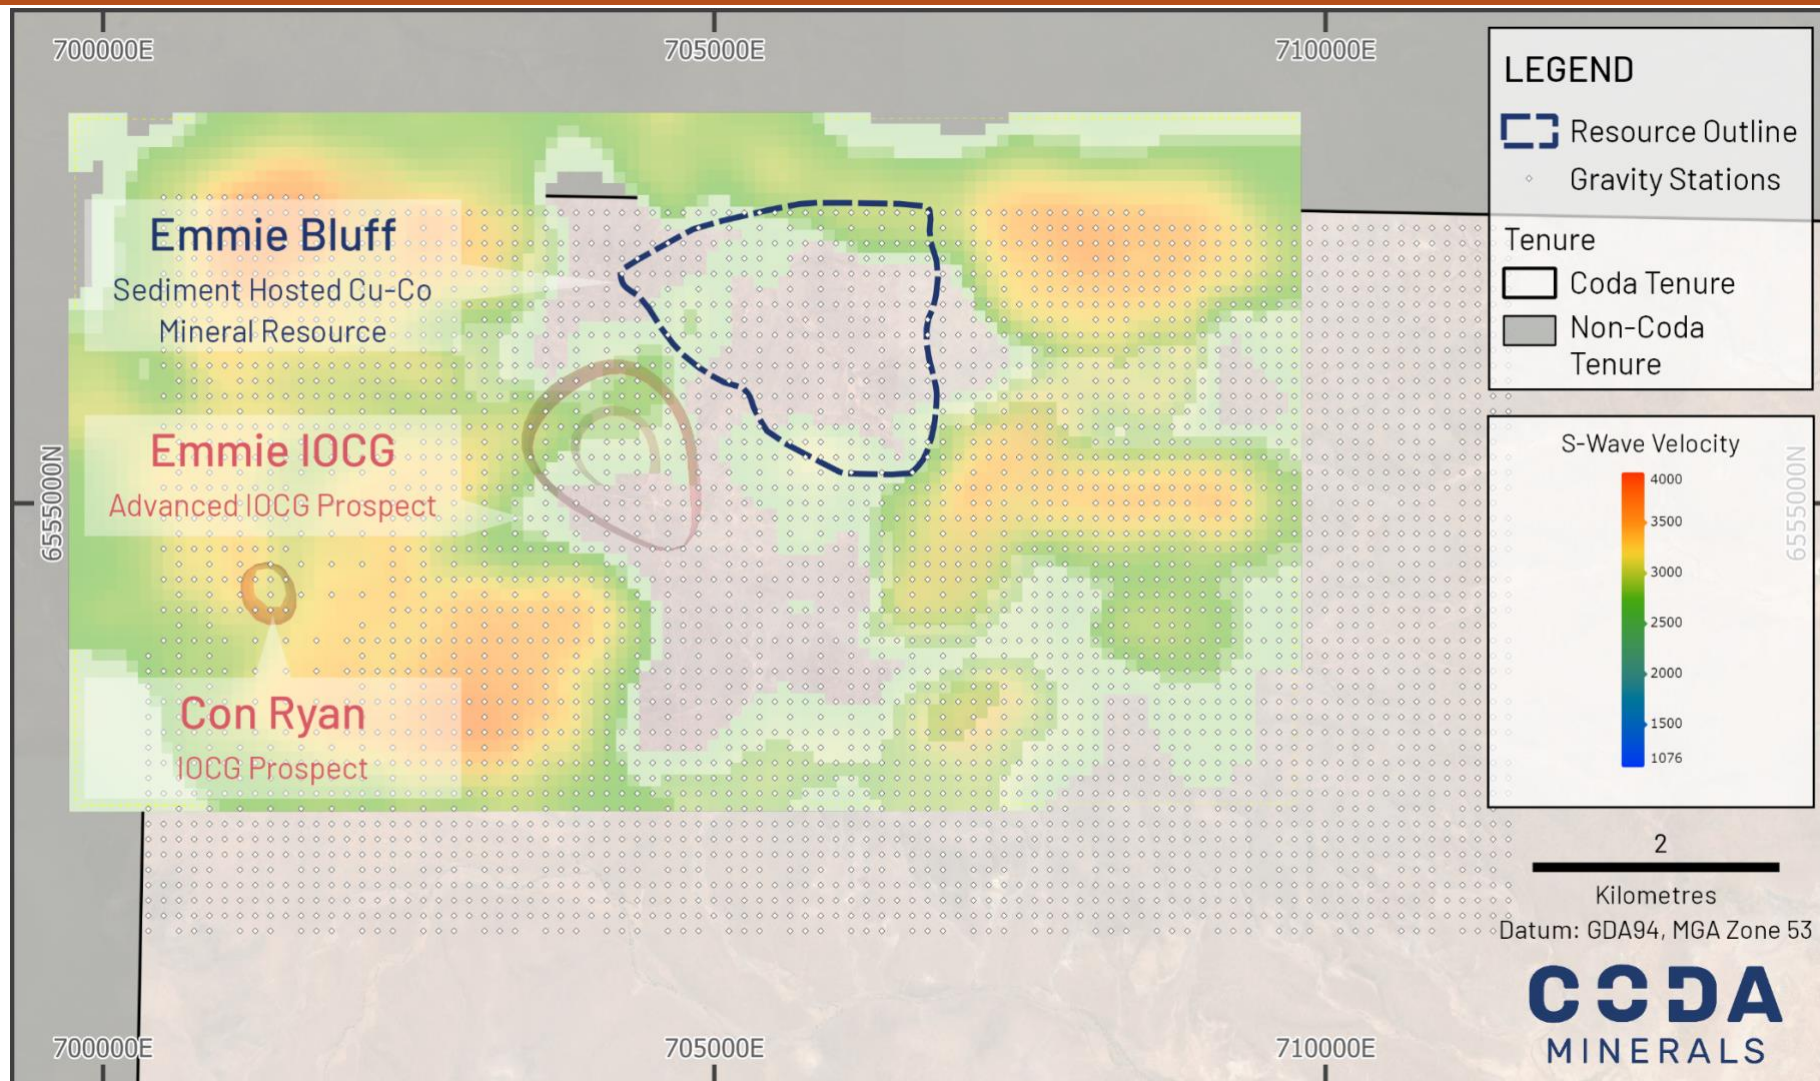 700000E
705000E
710000E
LEGEND
Resource Outline
Gravity Stations
Tenure
Coda Tenure
Non-Coda
Tenure
Emmie Bluff
Sediment Hosted Cu-Co
Mineral Resource
Emmie IOCG
Advanced IOCG Prospect
Con Ryan
IOCG Prospect
6555000N
S-Wave Velocity
4000
3500
3000
2500
2000
1500
1076
6555000N
2
Kilometres
Datum: GDA94, MGA Zone 53
CODA
MINERALS
700000E
705000E
710000E